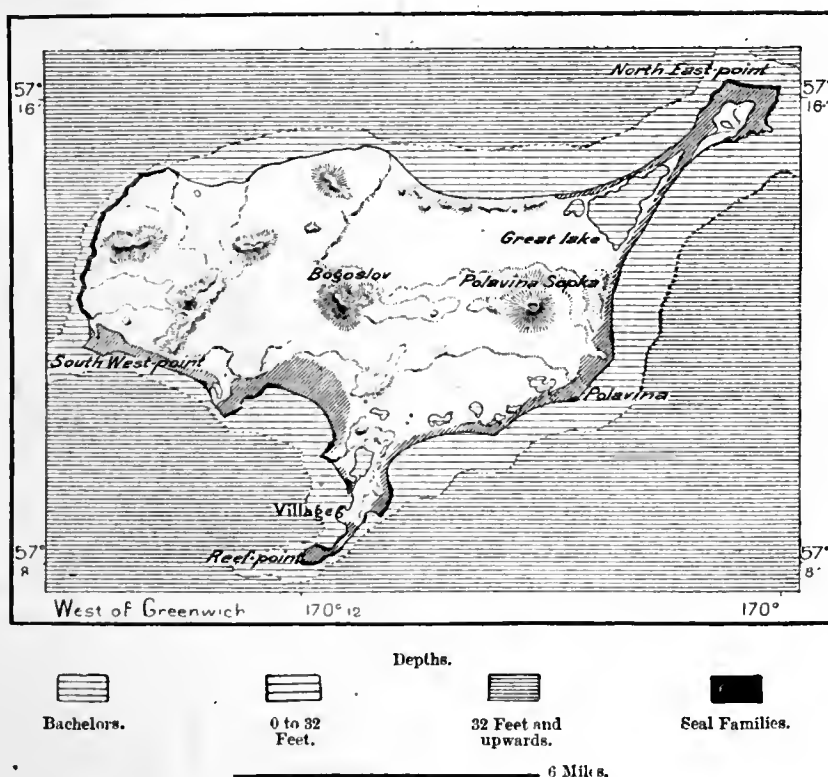 North East-point
57° 57°
16' 16'
Great lake
Bogoslov Polavina Sopka
South West-point
Polavina
Village
Reef-point
57° 57°
8 8'
West of Greenwich 170°12 170°
Depths.
Bachelors. 0 to 32 Feet. 32 Feet and upwards. Seal Families.
6 Miles.